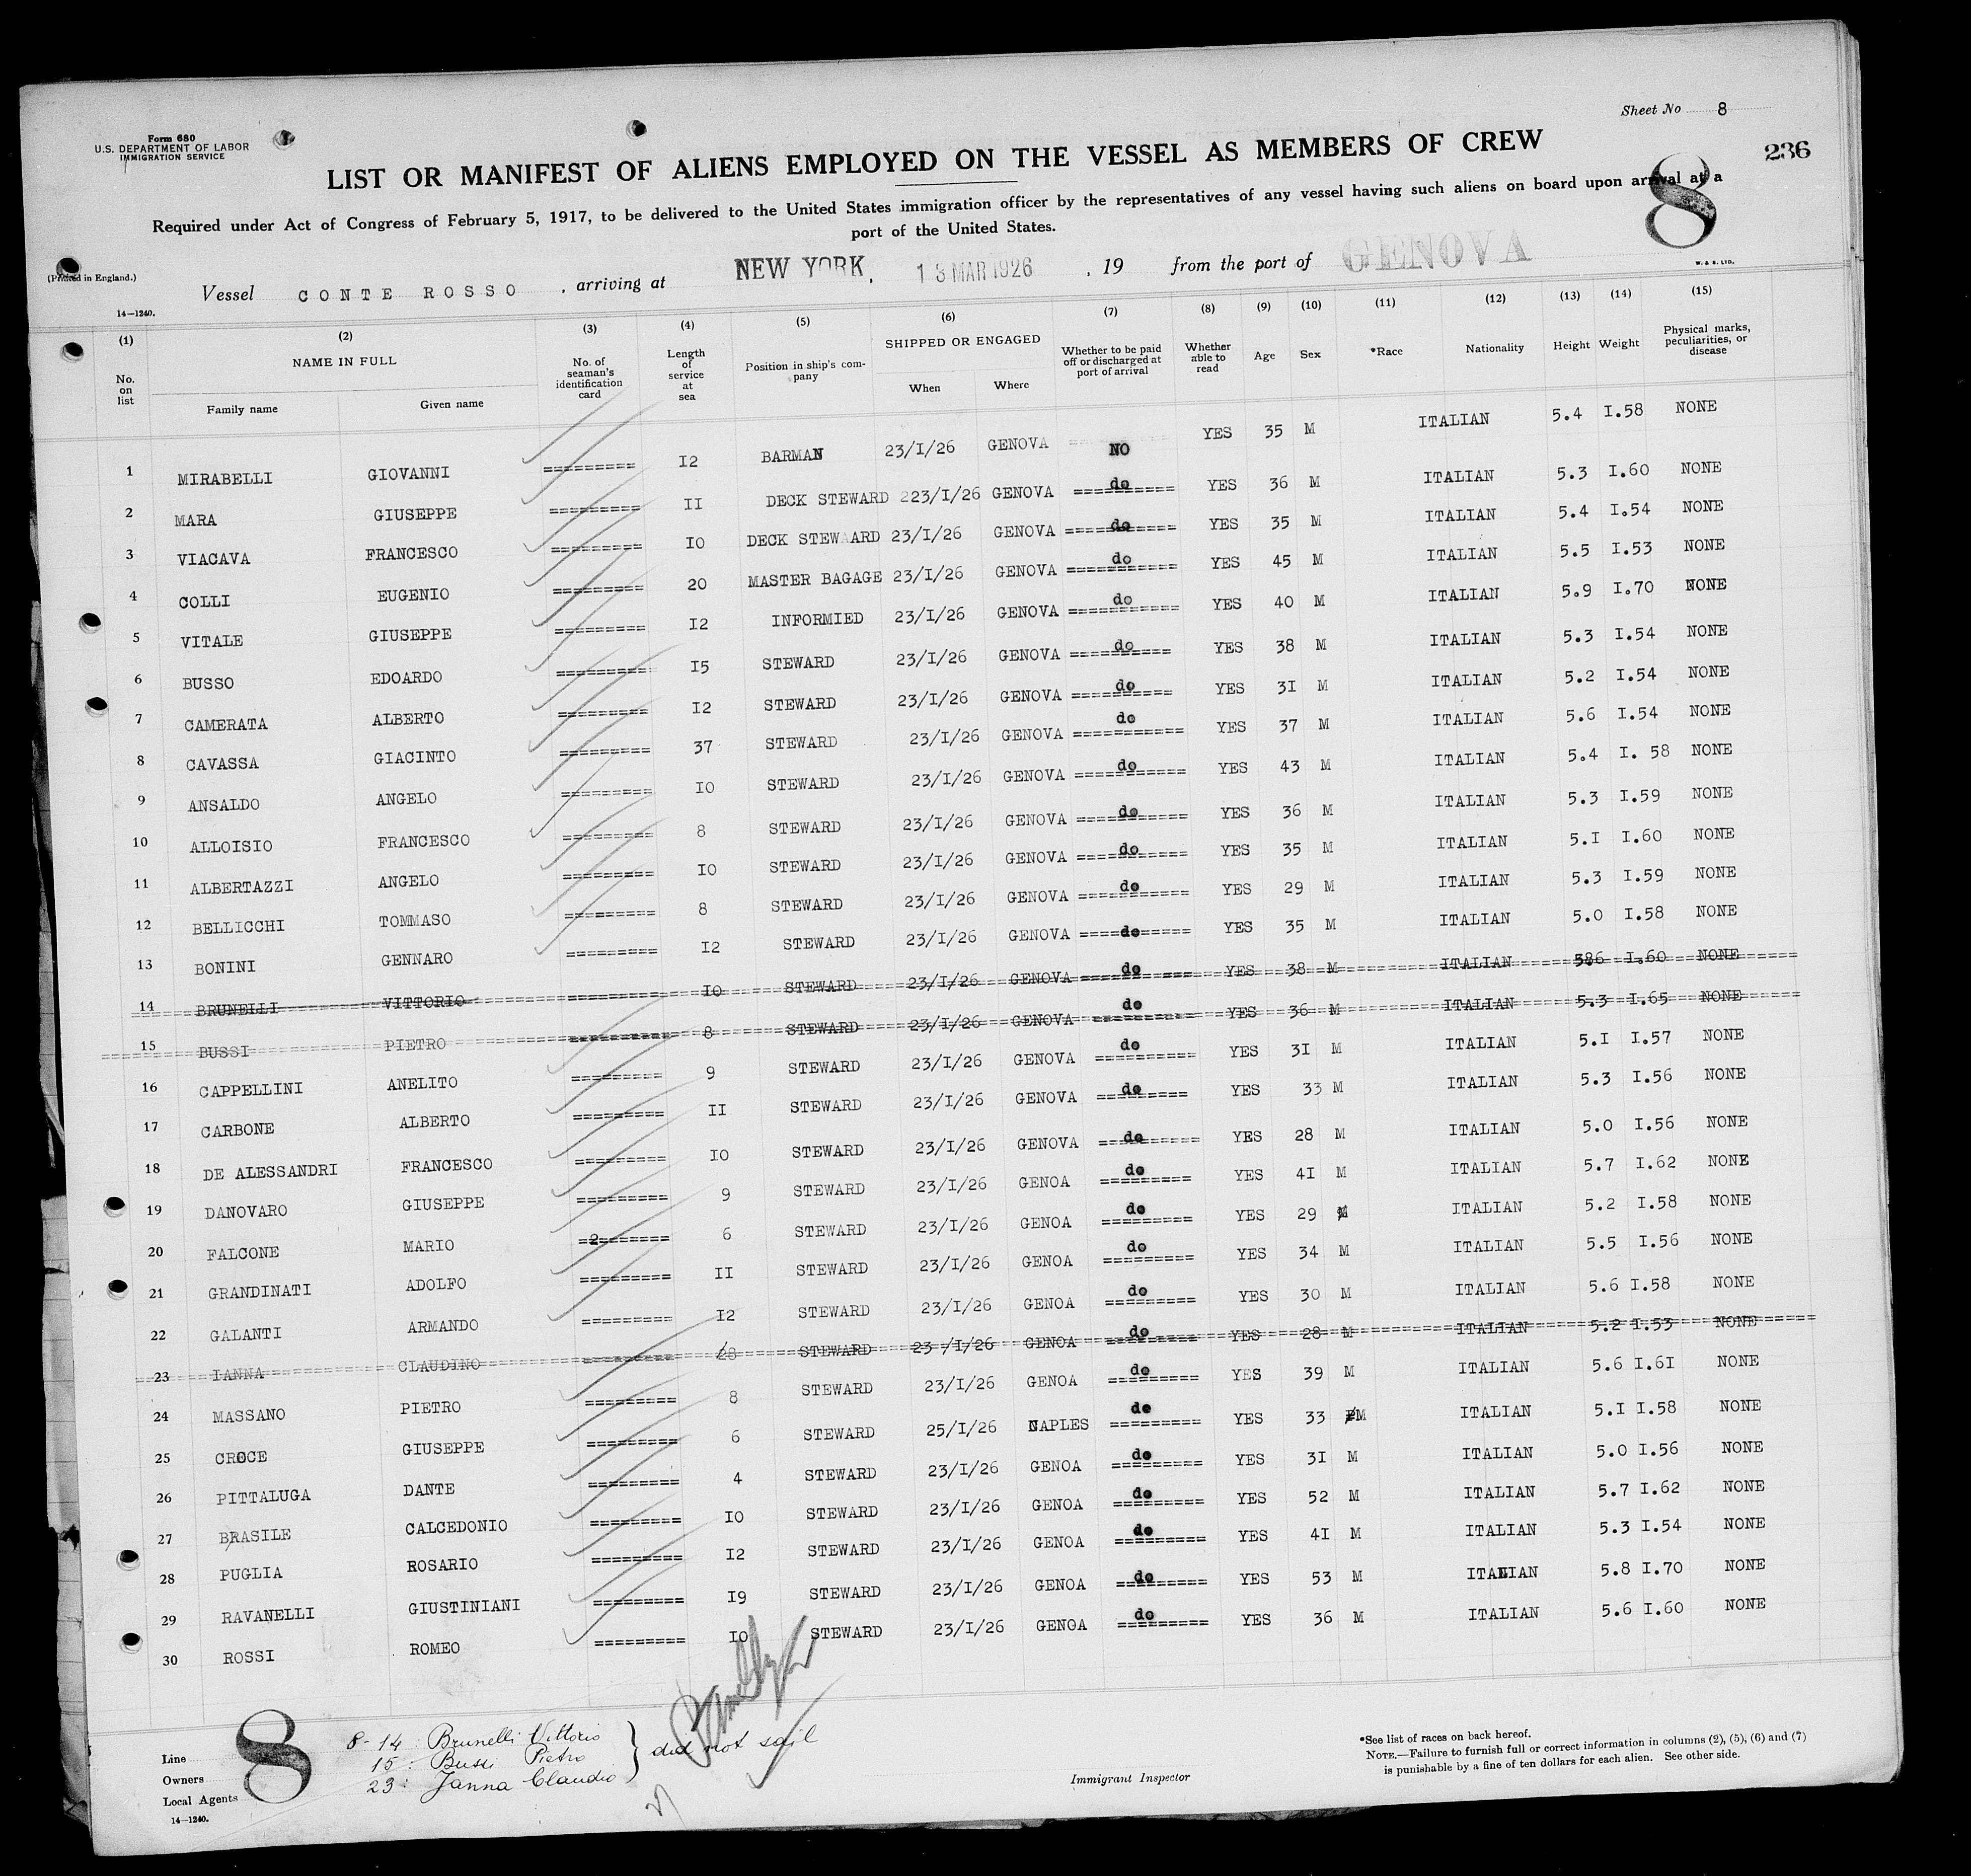 Sheet No 8
Form 680
U.S. DEPARTMENT OF LABOR
IMMIGRATION SERVICE
236
LIST OR MANIFEST OF ALIENS EMPLOYED ON THE VESSEL AS MEMBERS OF CREW
8
Required under Act of Congress of February 5, 1917, to be delivered to the United States immigration officer by the representatives of any vessel having such aliens on board upon arrival at a
port of the United States.
(Printed in England.)
W. & S. LTD.
Vessel CONTE ROSSO , arriving at NEW YORK, 13 MAR 1926 , 19 from the port of GENOVA
14—1240.
(1) (2) (3) (4) (5) (6) (7) (8) (9) (10) (11) (12) (13) (14) (15)
No. on list NAME IN FULL No. of seaman's identification card Length of service at sea Position in ship's company SHIPPED OR ENGAGED Whether to be paid off or discharged at port of arrival Whether able to read Age Sex *Race Nationality Height Weight Physical marks, peculiarities, or disease
Family name Given name When Where
1 MIRABELLI GIOVANNI ========= I2 BARMAN 23/I/26 GENOVA NO YES 35 M ITALIAN 5.4 I.58 NONE
2 MARA GIUSEPPE ========= II DECK STEWARD 223/I/26 GENOVA do YES 36 M ITALIAN 5.3 I.60 NONE
3 VIACAVA FRANCESCO ========= I0 DECK STEWAARD 23/I/26 GENOVA do YES 35 M ITALIAN 5.4 I.54 NONE
4 COLLI EUGENIO ========= 20 MASTER BAGAGE 23/I/26 GENOVA do YES 45 M ITALIAN 5.5 I.53 NONE
5 VITALE GIUSEPPE ========= I2 INFORMIED 23/I/26 GENOVA do YES 40 M ITALIAN 5.9 I.70 NONE
6 BUSSO EDOARDO ========= I5 STEWARD 23/I/26 GENOVA do YES 38 M ITALIAN 5.3 I.54 NONE
7 CAMERATA ALBERTO ========= I2 STEWARD 23/I/26 GENOVA do YES 3I M ITALIAN 5.2 I.54 NONE
8 CAVASSA GIACINTO ========= 37 STEWARD 23/I/26 GENOVA do YES 37 M ITALIAN 5.6 I.54 NONE
9 ANSALDO ANGELO ========= I0 STEWARD 23/I/26 GENOVA do YES 43 M ITALIAN 5.4 I. 58 NONE
10 ALLOISIO FRANCESCO ========= 8 STEWARD 23/I/26 GENOVA do YES 36 M ITALIAN 5.3 I.59 NONE
11 ALBERTAZZI ANGELO ========= I0 STEWARD 23/I/26 GENOVA do YES 35 M ITALIAN 5.I I.60 NONE
12 BELLICCHI TOMMASO ========= 8 STEWARD 23/I/26 GENOVA do YES 29 M ITALIAN 5.3 I.59 NONE
13 BONINI GENNARO ========= I2 STEWARD 23/I/26 GENOVA do YES 35 M ITALIAN 5.0 I.58 NONE
14 BRUNELLI VITTORIO ========= I0 STEWARD 23/I/26 GENOVA do YES 38 M ITALIAN 586 I.60 NONE
15 BUSSI PIETRO ========= 8 STEWARD 23/I/26 GENOVA do YES 36 M ITALIAN 5.3 I.65 NONE
16 CAPPELLINI ANELITO ========= 9 STEWARD 23/I/26 GENOVA do YES 3I M ITALIAN 5.I I.57 NONE
17 CARBONE ALBERTO ========= II STEWARD 23/I/26 GENOVA do YES 33 M ITALIAN 5.3 I.56 NONE
18 DE ALESSANDRI FRANCESCO ========= I0 STEWARD 23/I/26 GENOVA do YES 28 M ITALIAN 5.0 I.56 NONE
19 DANOVARO GIUSEPPE ========= 9 STEWARD 23/I/26 GENOA do YES 4I M ITALIAN 5.7 I.62 NONE
20 FALCONE MARIO =2======= 6 STEWARD 23/I/26 GENOA do YES 29 M ITALIAN 5.2 I.58 NONE
21 GRANDINATI ADOLFO ========= II STEWARD 23/I/26 GENOA do YES 34 M ITALIAN 5.5 I.56 NONE
22 GALANTI ARMANDO ========= I2 STEWARD 23/I/26 GENOA do YES 30 M ITALIAN 5.6 I.58 NONE
23 IANNA CLAUDINO ========= 28 STEWARD 23 /I/26 GENOA do YES 28 M ITALIAN 5.2 I.53 NONE
24 MASSANO PIETRO ========= 8 STEWARD 23/I/26 GENOA do YES 39 M ITALIAN 5.6 I.6I NONE
25 CROCE GIUSEPPE ========= 6 STEWARD 25/I/26 NAPLES do YES 33 M ITALIAN 5.I I.58 NONE
26 PITTALUGA DANTE ========= 4 STEWARD 23/I/26 GENOA do YES 3I M ITALIAN 5.0 I.56 NONE
27 BRASILE CALCEDONIO ========= I0 STEWARD 23/I/26 GENOA do YES 52 M ITALIAN 5.7 I.62 NONE
28 PUGLIA ROSARIO ========= I2 STEWARD 23/I/26 GENOA do YES 4I M ITALIAN 5.3 I.54 NONE
29 RAVANELLI GIUSTINIANI ========= I9 STEWARD 23/I/26 GENOA do YES 53 M ITALIAN 5.8 I.70 NONE
30 ROSSI ROMEO ========= I0 STEWARD 23/I/26 GENOA do YES 36 M ITALIAN 5.6 I.60 NONE
8
8-14: Brunelli Vittorio
15: Bussi Pietro } did not sail
23: Janna Claudio
Line
Owners
Local Agents
14—1240.
Immigrant Inspector
*See list of races on back hereof.
NOTE.—Failure to furnish full or correct information in columns (2), (5), (6) and (7)
is punishable by a fine of ten dollars for each alien. See other side.